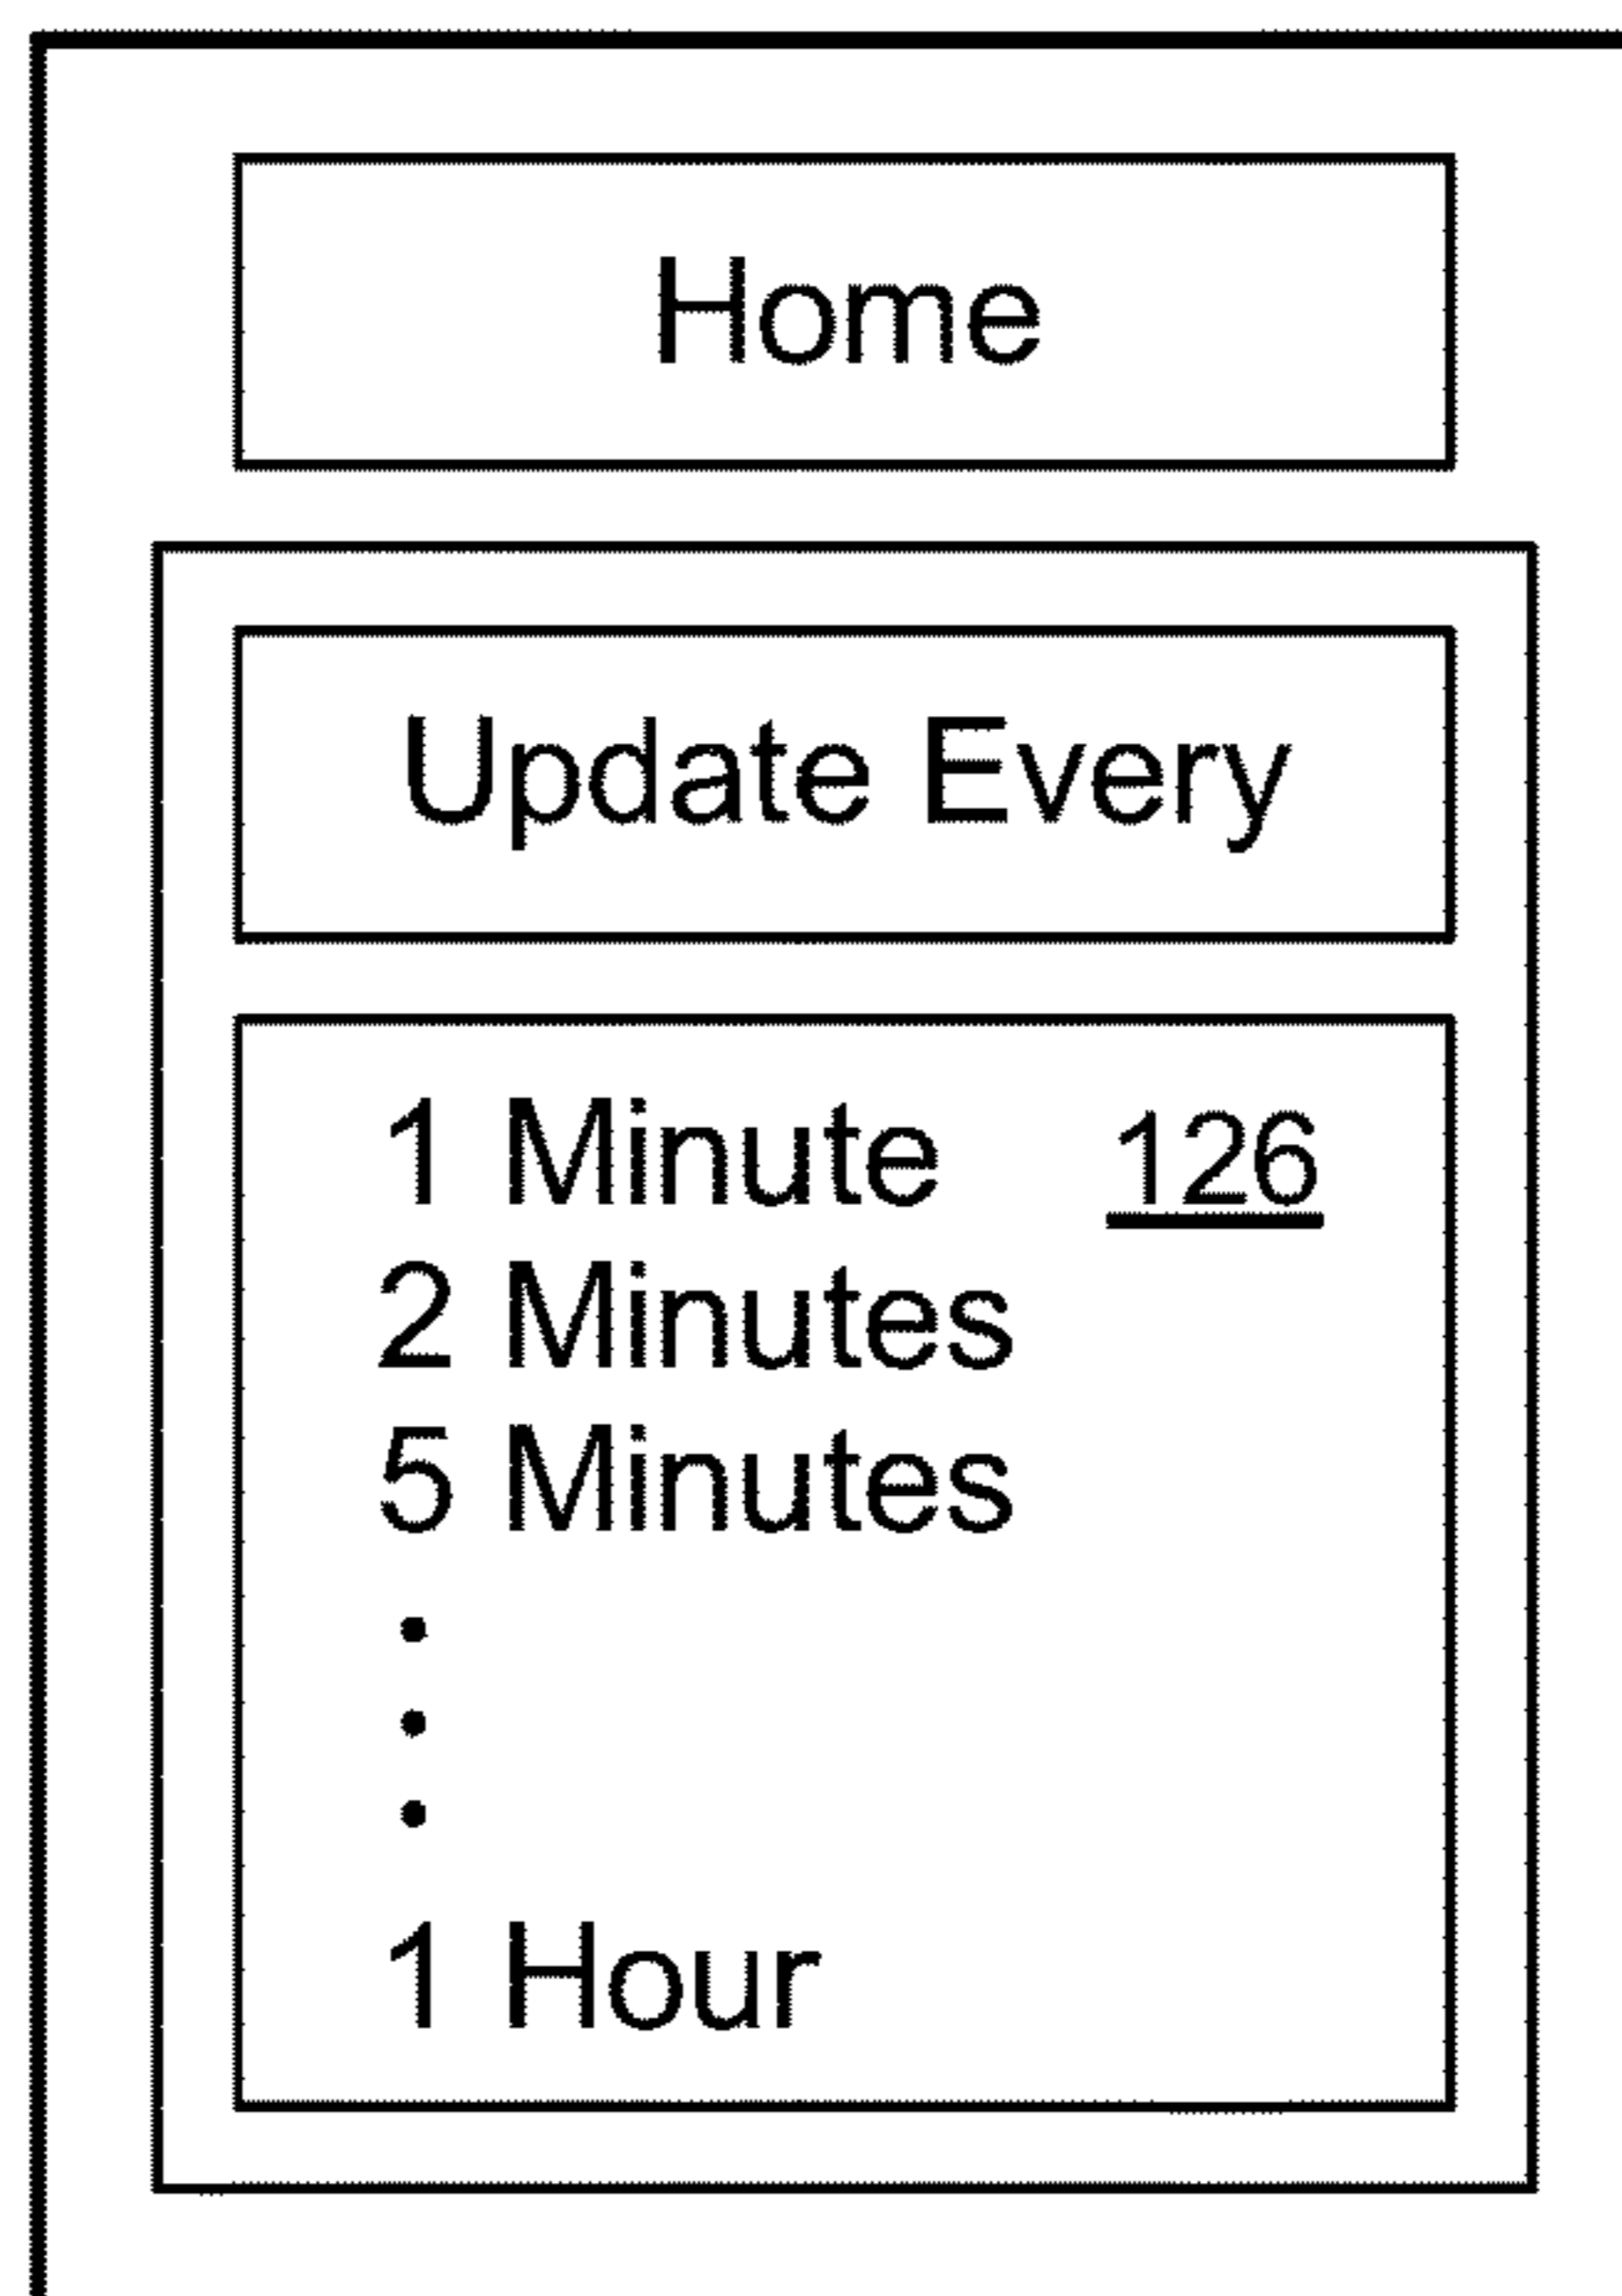 Home
Update Every
1 Minute 126
2 Minutes
5 Minutes
.
.
.
1 Hour